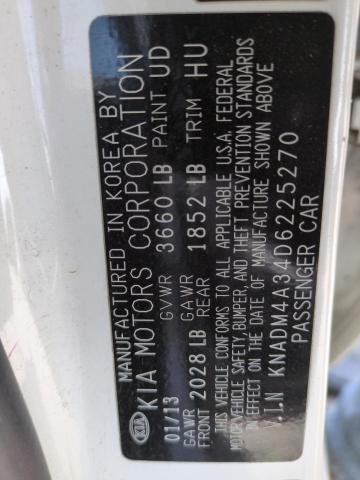 MANUFACTURED IN KOREA BY
KIA KIA MOTORS CORPORATION
01/13 GVWR 3660 LB PAINT UD
GAWR FRONT 2028 LB GAWR REAR 1852 LB TRIM HU
THIS VEHICLE CONFORMS TO ALL APPLICABLE U.S.A. FEDERAL
MOTOR VEHICLE SAFETY, BUMPER, AND THEFT PREVENTION STANDARDS
IN EFFECT ON THE DATE OF MANUFACTURE SHOWN ABOVE
V.I.N KNADM4A34D6225270
PASSENGER CAR